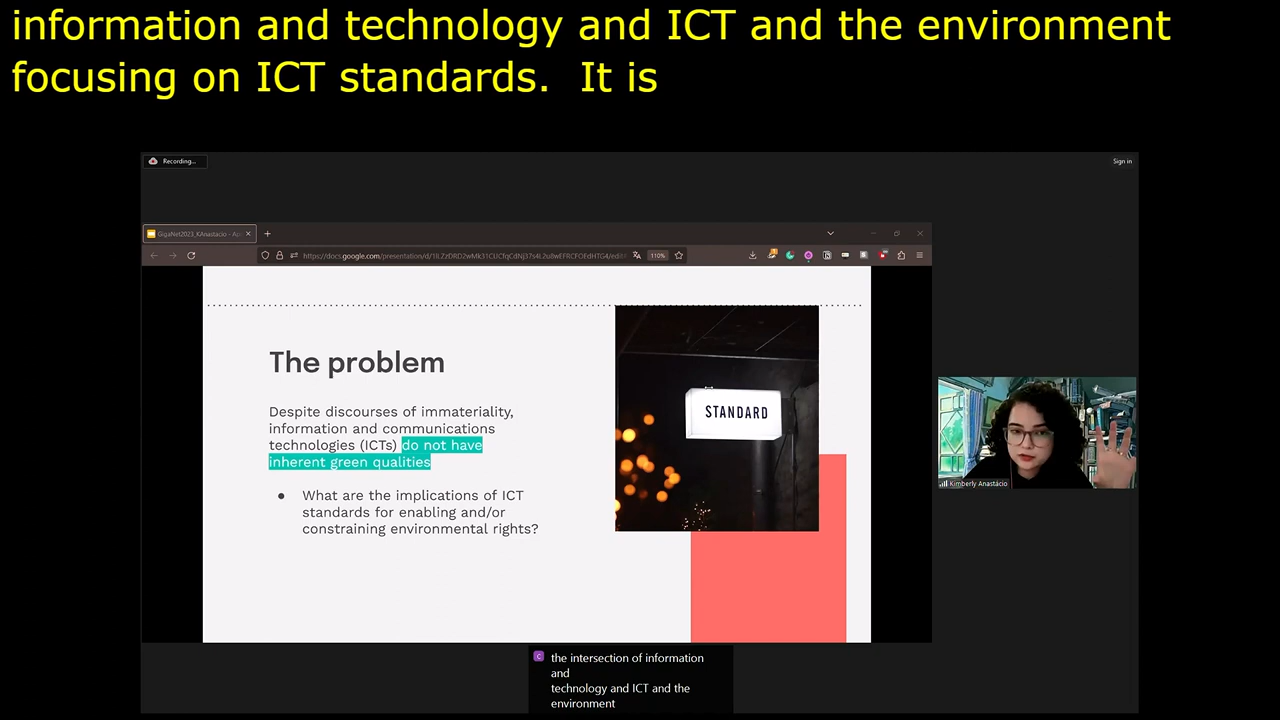 information and technology and ICT and the environment
focusing on ICT standards.  It is
Recording...
Sign in
GigaNet2023_KAnastácio - Ap
110%
The problem
Despite discourses of immateriality,
information and communications
technologies (ICTs) do not have
inherent green qualities
● What are the implications of ICT
standards for enabling and/or
constraining environmental rights?
STANDARD
Kimberly Anastácio
C
the intersection of information
and
technology and ICT and the
environment